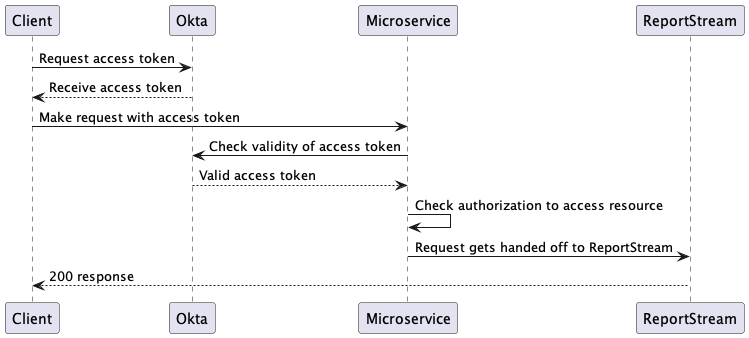 Client Okta Microservice ReportStream
Request access token
Receive access token
Make request with access token
Check validity of access token
Valid access token
Check authorization to access resource
Request gets handed off to ReportStream
200 response
Client Okta Microservice ReportStream